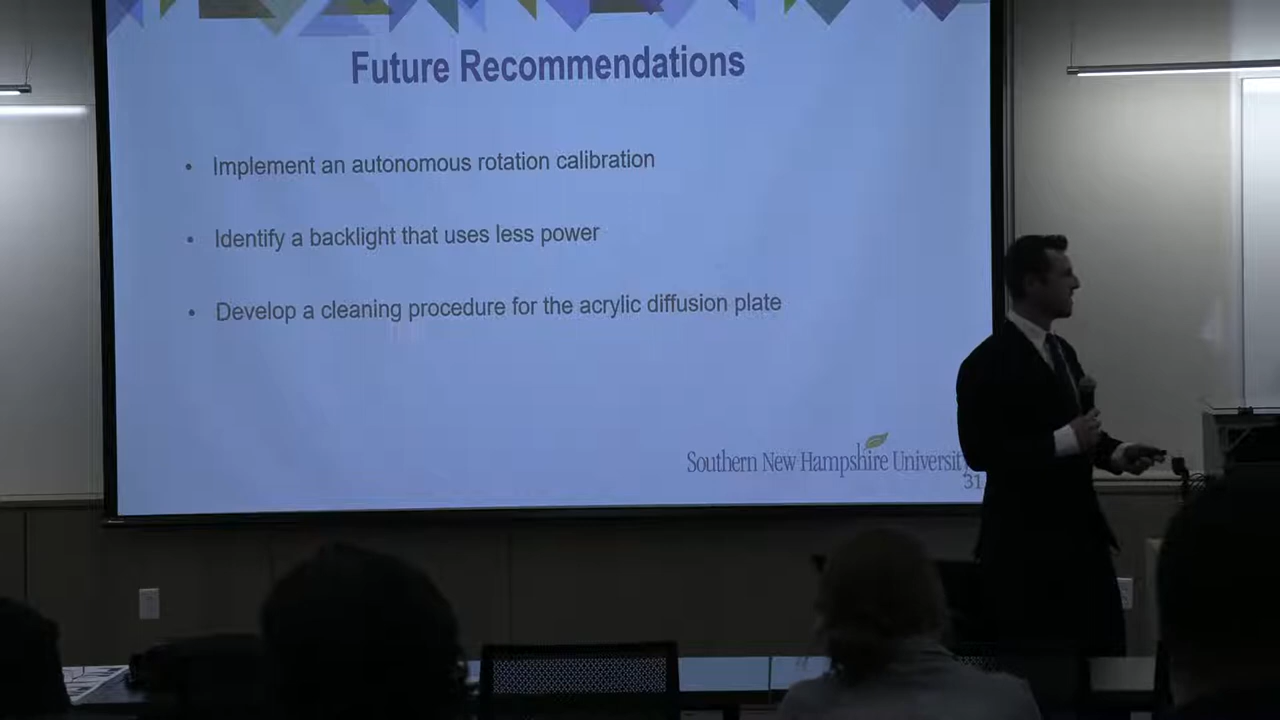 Future Recommendations
• Implement an autonomous rotation calibration
• Identify a backlight that uses less power
• Develop a cleaning procedure for the acrylic diffusion plate
Southern New Hampshire University
31